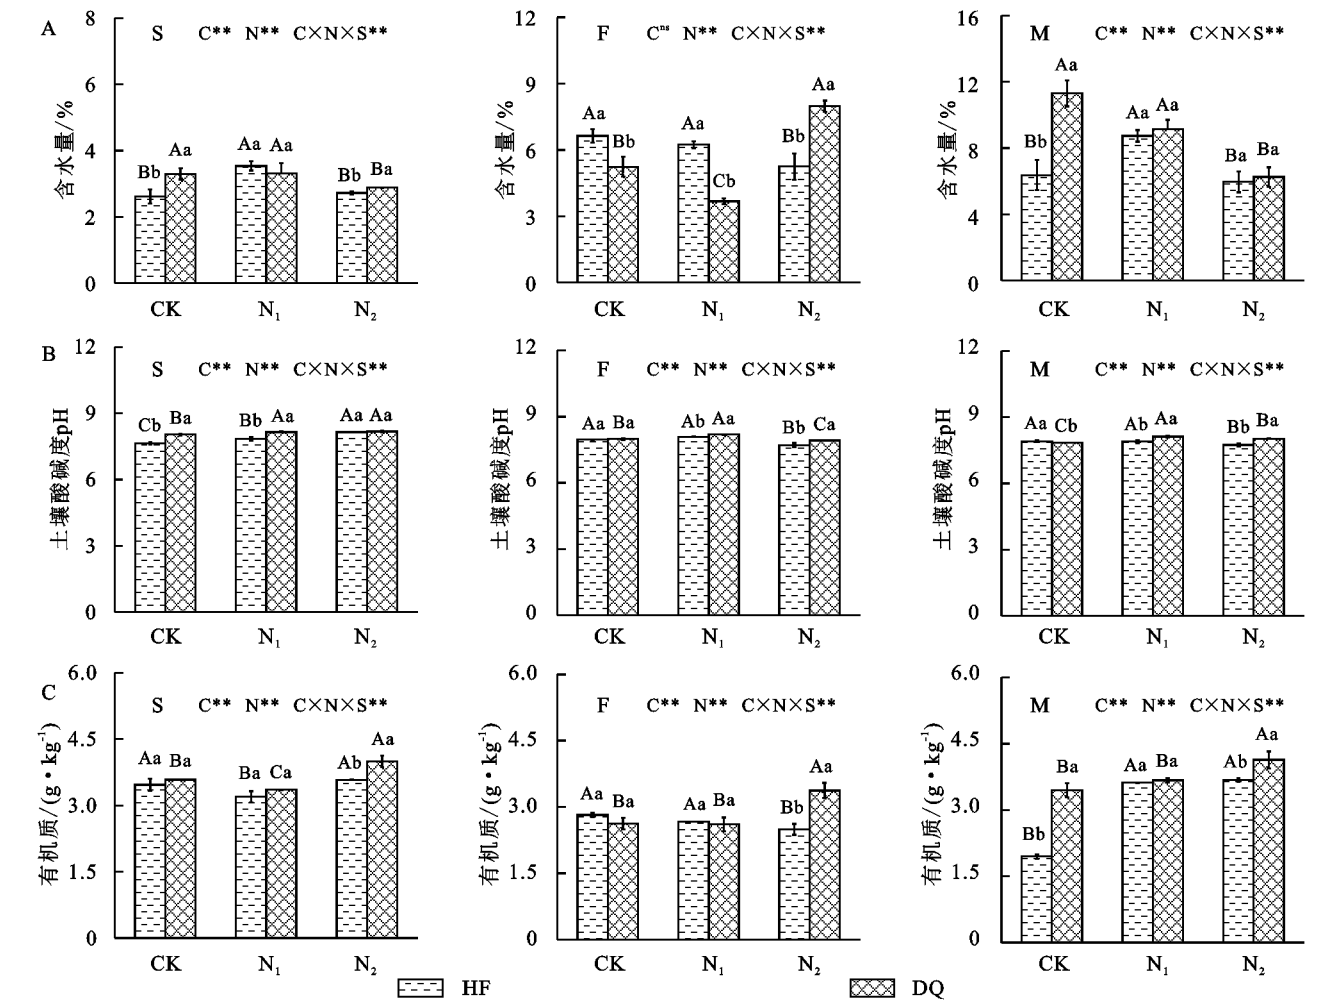 A
S C** N** C×N×S**
含水量/%
8
6
4
2
0
Bb Aa Aa Aa Bb Ba
CK N₁ N₂
F Cⁿˢ N** C×N×S**
含水量/%
12
9
6
3
0
Aa Bb Aa Cb Bb Aa
CK N₁ N₂
M C** N** C×N×S**
含水量/%
16
12
8
4
0
Bb Aa Aa Aa Ba Ba
CK N₁ N₂
B
S C** N** C×N×S**
土壤酸碱度pH
12
9
6
3
0
Cb Ba Bb Aa Aa Aa
CK N₁ N₂
F C** N** C×N×S**
土壤酸碱度pH
12
9
6
3
0
Aa Ba Ab Aa Bb Ca
CK N₁ N₂
M C** N** C×N×S**
土壤酸碱度pH
12
9
6
3
0
Aa Cb Ab Aa Bb Ba
CK N₁ N₂
C
S C** N** C×N×S**
有机质/(g·kg⁻¹)
6.0
4.5
3.0
1.5
0
Aa Ba Ba Ca Ab Aa
CK N₁ N₂
F C** N** C×N×S**
有机质/(g·kg⁻¹)
6.0
4.5
3.0
1.5
0
Aa Ba Aa Ba Bb Aa
CK N₁ N₂
M C** N** C×N×S**
有机质/(g·kg⁻¹)
6.0
4.5
3.0
1.5
0
Bb Ba Aa Ba Ab Aa
CK N₁ N₂
HF DQ